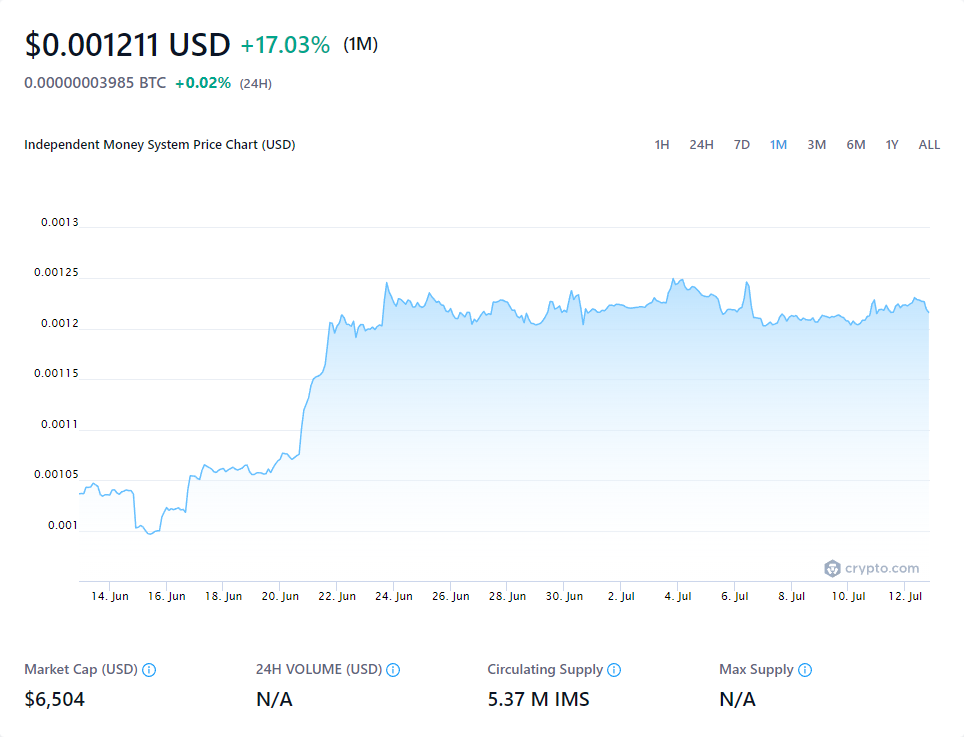 $0.001211 USD +17.03% (1M)
0.00000003985 BTC +0.02% (24H)
Independent Money System Price Chart (USD) 1H 24H 7D 1M 3M 6M 1Y ALL
0.0013
0.00125
0.0012
0.00115
0.0011
0.00105
0.001
crypto.com
14. Jun 16. Jun 18. Jun 20. Jun 22. Jun 24. Jun 26. Jun 28. Jun 30. Jun 2. Jul 4. Jul 6. Jul 8. Jul 10. Jul 12. Jul
Market Cap (USD) 24H VOLUME (USD) Circulating Supply Max Supply
$6,504 N/A 5.37 M IMS N/A